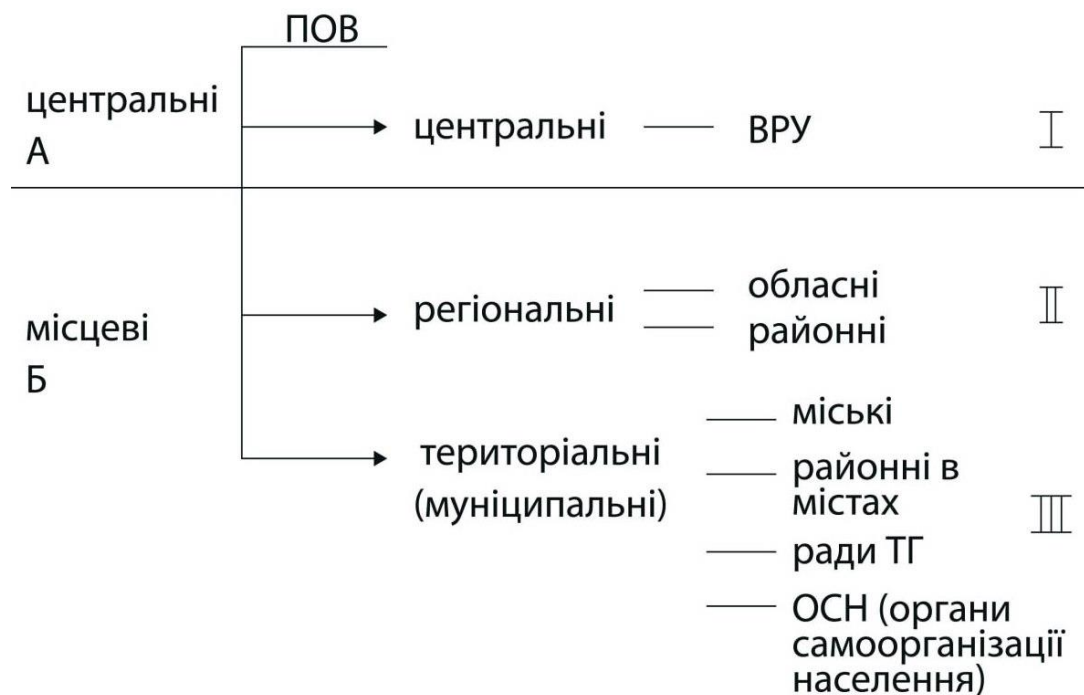 ПОВ
центральні
А
центральні
ВРУ
I
місцеві
Б
регіональні
обласні
районні
II
територіальні
(муніципальні)
міські
районні в
містах
ради ТГ
ОСН (органи
самоорганізації
населення)
III